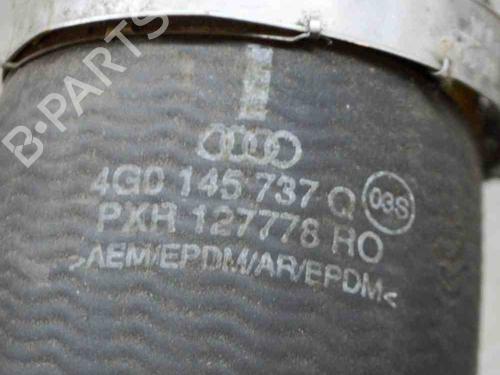 B-PARTS
4G0 145 737 Q 03S
PXR 127778 RO
>AEM/EPDM/AR/EPDM<